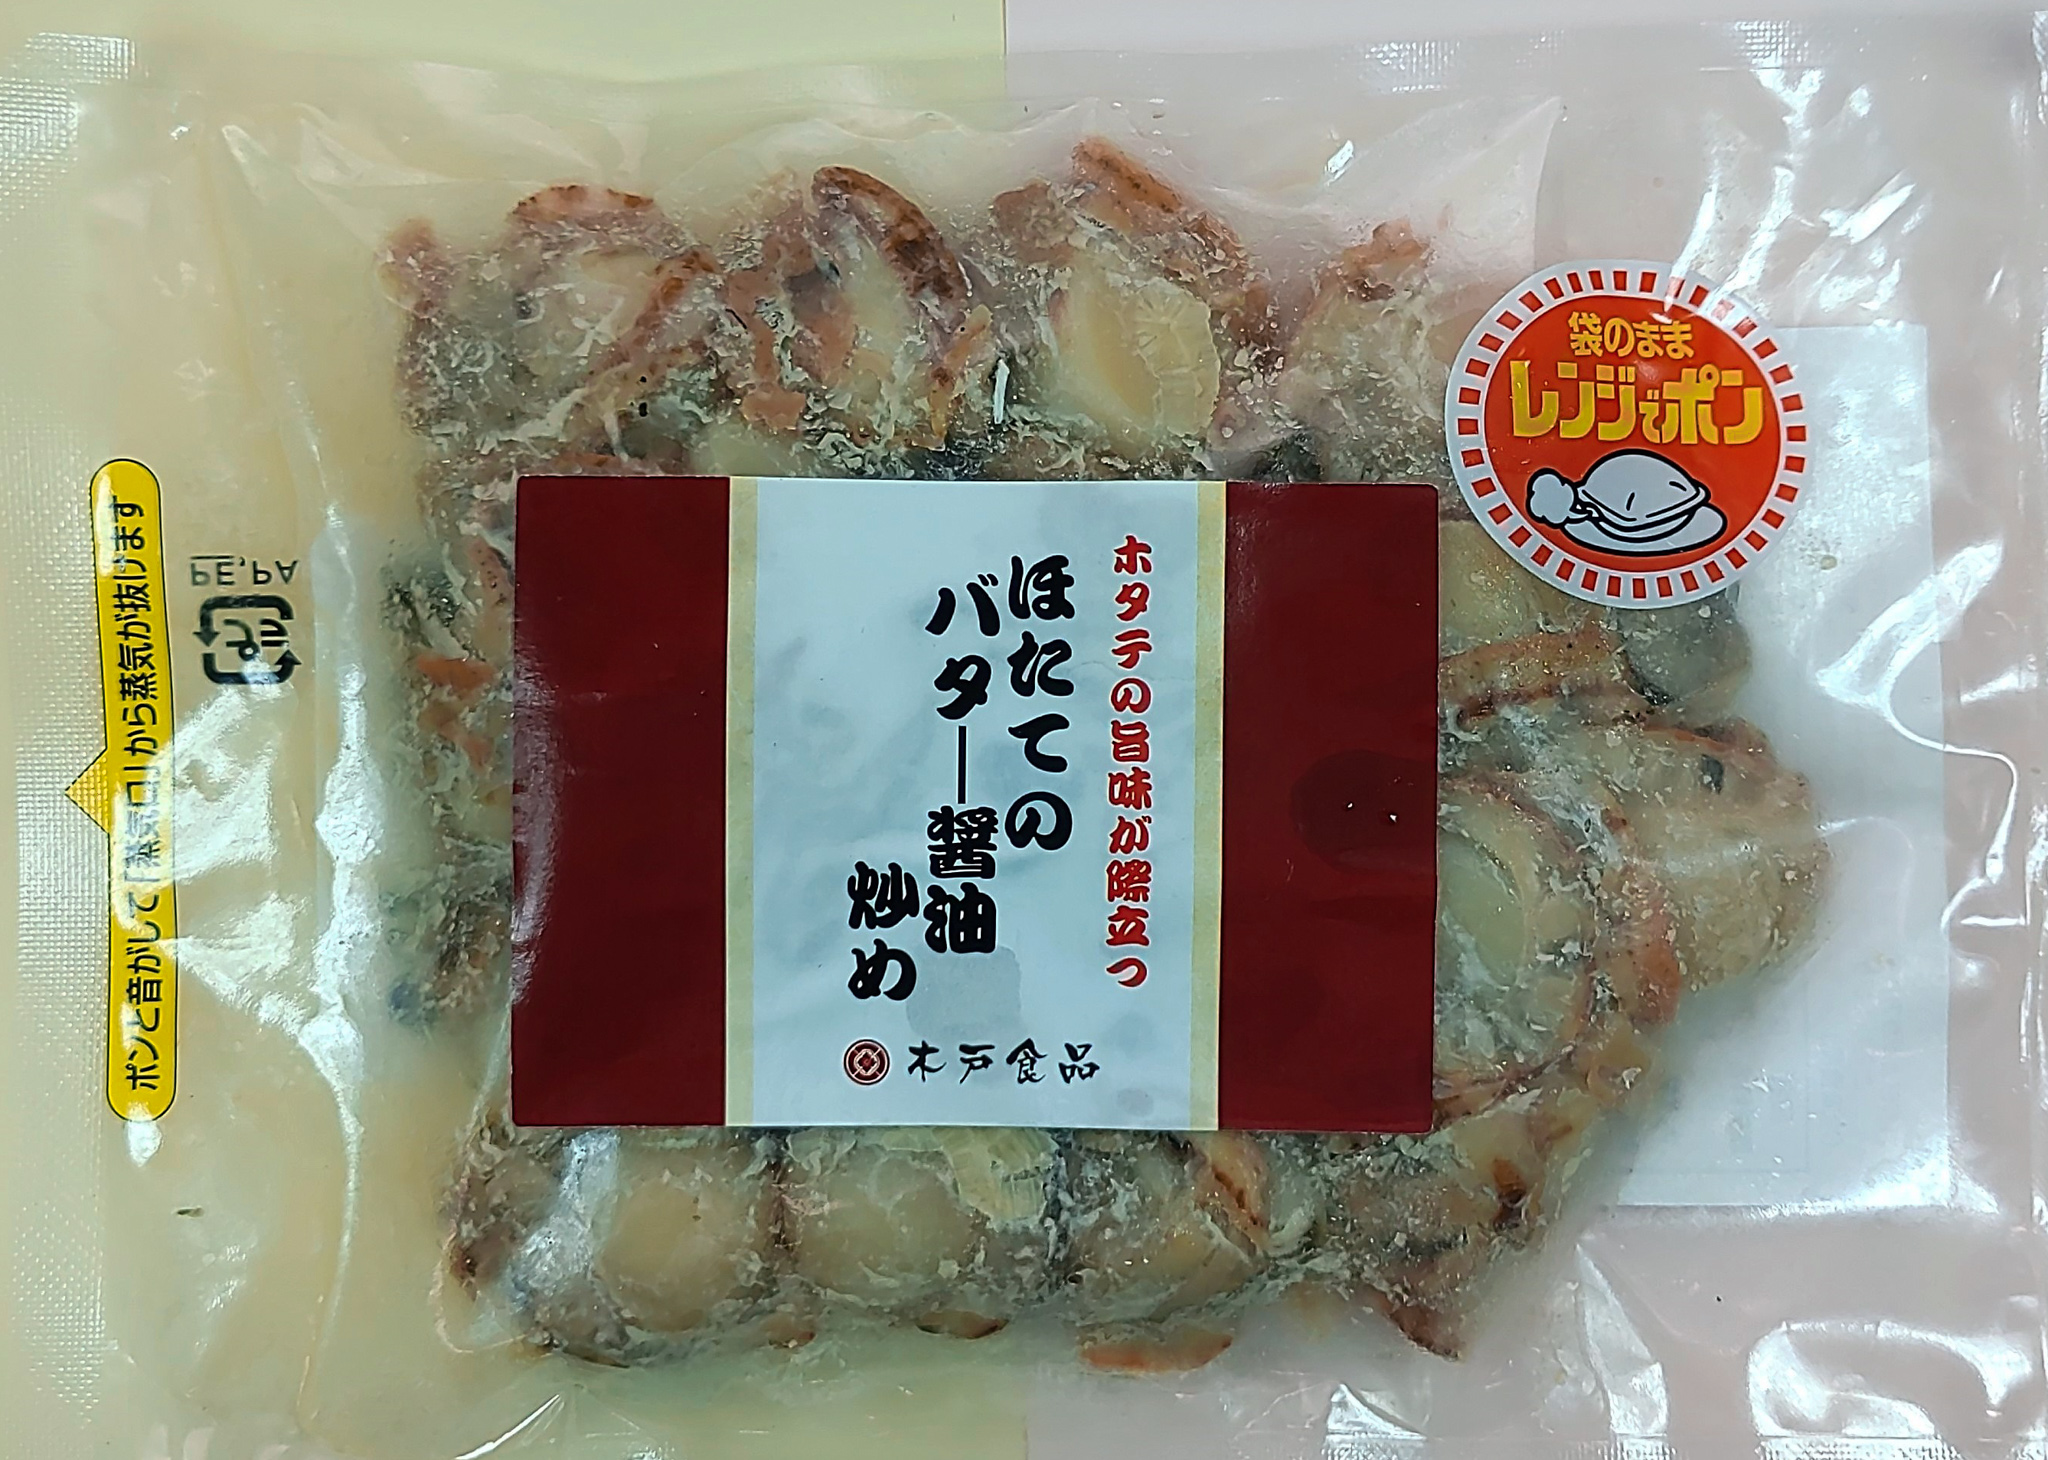 袋のまま
レンジでポン
ホタテの旨味が際立つ
ほたての
バター醤油
炒め
木戸食品
ポンと音がして「蒸気口」から蒸気が抜けます
PE,PA